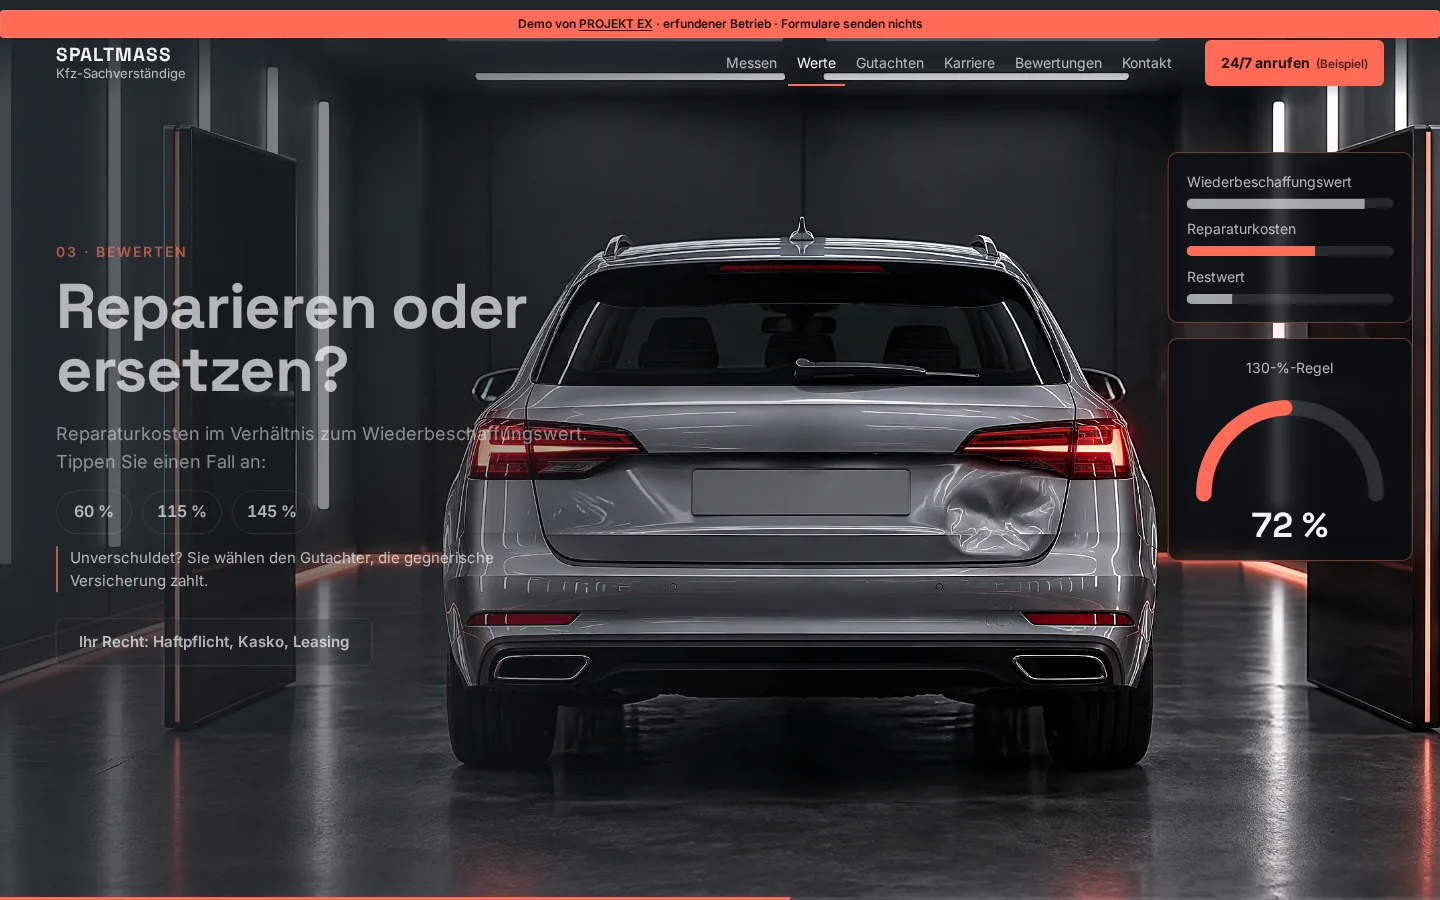 Demo von PROJEKT EX · erfundener Betrieb · Formulare senden nichts
SPALTMASS
Kfz-Sachverständige
Messen
Werte
Gutachten
Karriere
Bewertungen
Kontakt
24/7 anrufen (Beispiel)
03 · BEWERTEN
Reparieren oder
ersetzen?
Reparaturkosten im Verhältnis zum Wiederbeschaffungswert.
Tippen Sie einen Fall an:
60 %
115 %
145 %
Unverschuldet? Sie wählen den Gutachter, die gegnerische
Versicherung zahlt.
Ihr Recht: Haftpflicht, Kasko, Leasing
Wiederbeschaffungswert
Reparaturkosten
Restwert
130-%-Regel
72 %